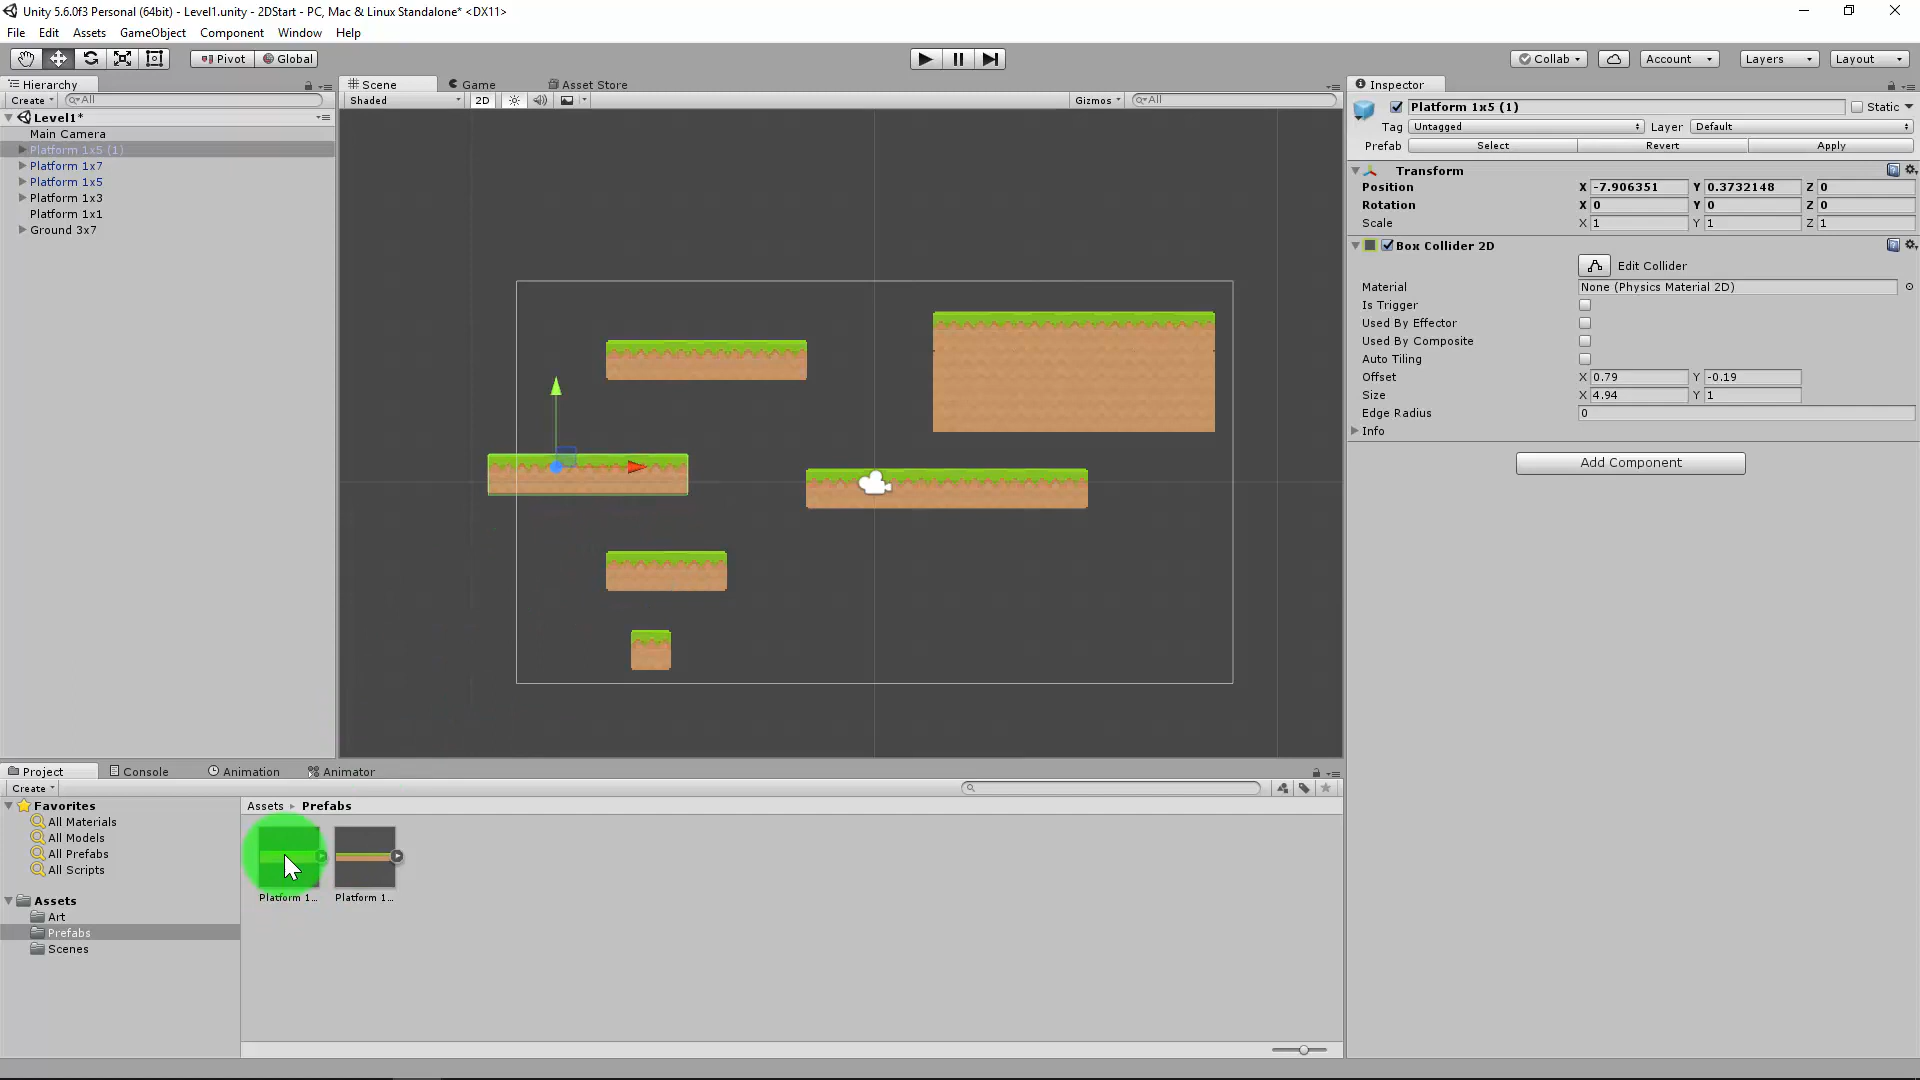 Unity 5.6.0f3 Personal (64bit) - Level1.unity - 2DStart - PC, Mac & Linux Standalone* <DX11>
File Edit Assets GameObject Component Window Help
Pivot Global Collab Account Layers Layout
Hierarchy
Create All
Level1*
Main Camera
Platform 1x5 (1)
Platform 1x7
Platform 1x5
Platform 1x3
Platform 1x1
Ground 3x7
Scene Game Asset Store
Shaded 2D Gizmos All
Inspector
Platform 1x5 (1) Static
Tag Untagged Layer Default
Prefab Select Revert Apply
Transform
Position X -7.906351 Y 0.3732148 Z 0
Rotation X 0 Y 0 Z 0
Scale X 1 Y 1 Z 1
Box Collider 2D
Edit Collider
Material None (Physics Material 2D)
Is Trigger
Used By Effector
Used By Composite
Auto Tiling
Offset X 0.79 Y -0.19
Size X 4.94 Y 1
Edge Radius 0
Info
Add Component
Project Console Animation Animator
Create
Favorites
All Materials
All Models
All Prefabs
All Scripts
Assets
Art
Prefabs
Scenes
Assets Prefabs
Platform 1... Platform 1...